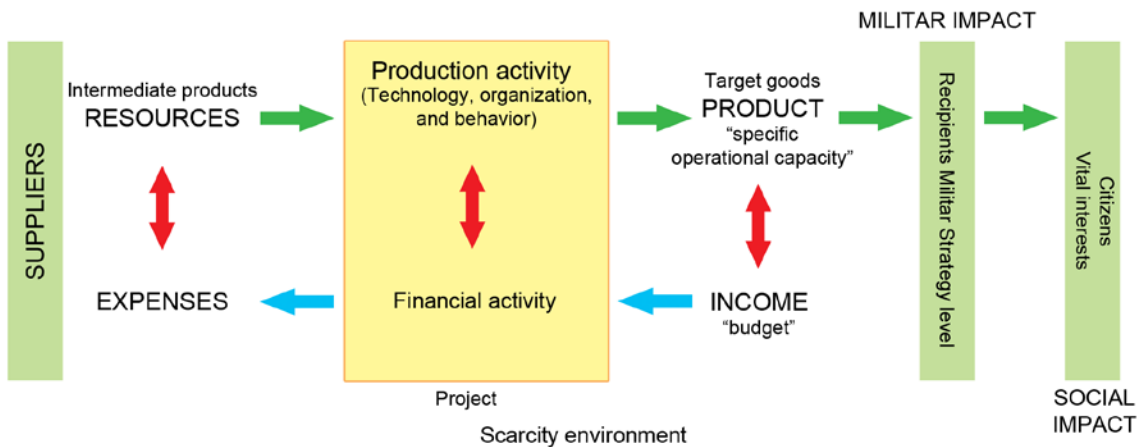 MILITAR IMPACT
SUPPLIERS
Intermediate products
RESOURCES
EXPENSES
Production activity
(Technology, organization,
and behavior)
Financial activity
Project
Scarcity environment
Target goods
PRODUCT
“specific
operational capacity”
INCOME
“budget”
Recipients Militar Strategy level
Citizens
Vital interests
SOCIAL
IMPACT